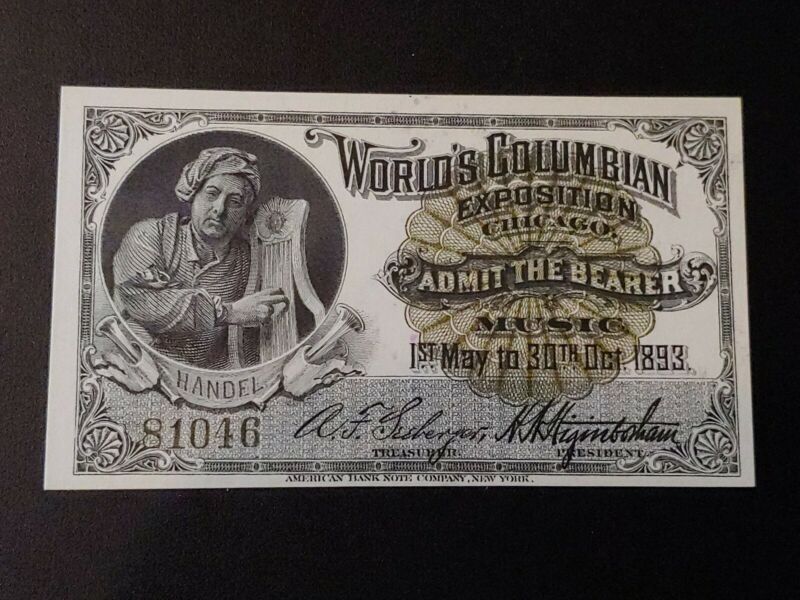 WORLD'S COLUMBIAN
EXPOSITION
CHICAGO.
ADMIT THE BEARER
MUSIC
1ST May to 30TH Oct. 1893.
HANDEL
81046
A. F. Seeberger, H. N. Higinbotham
TREASURER. PRESIDENT.
AMERICAN BANK NOTE COMPANY, NEW YORK.